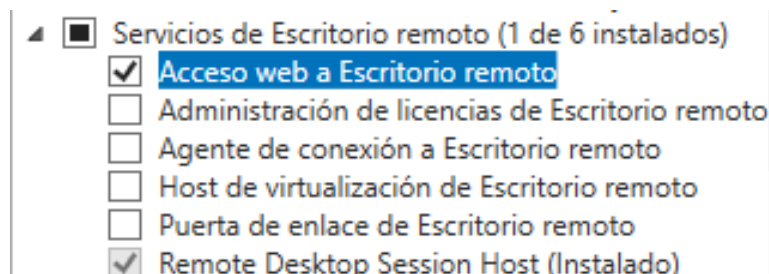 Servicios de Escritorio remoto (1 de 6 instalados)
Acceso web a Escritorio remoto
Administración de licencias de Escritorio remoto
Agente de conexión a Escritorio remoto
Host de virtualización de Escritorio remoto
Puerta de enlace de Escritorio remoto
Remote Desktop Session Host (Instalado)